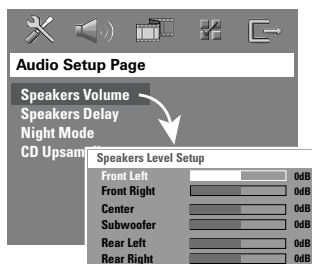 Audio Setup Page
Speakers Volume
Speakers Delay
Night Mode
CD Upsam
Speakers Level Setup
Front Left 0dB
Front Right 0dB
Center 0dB
Subwoofer 0dB
Rear Left 0dB
Rear Right 0dB